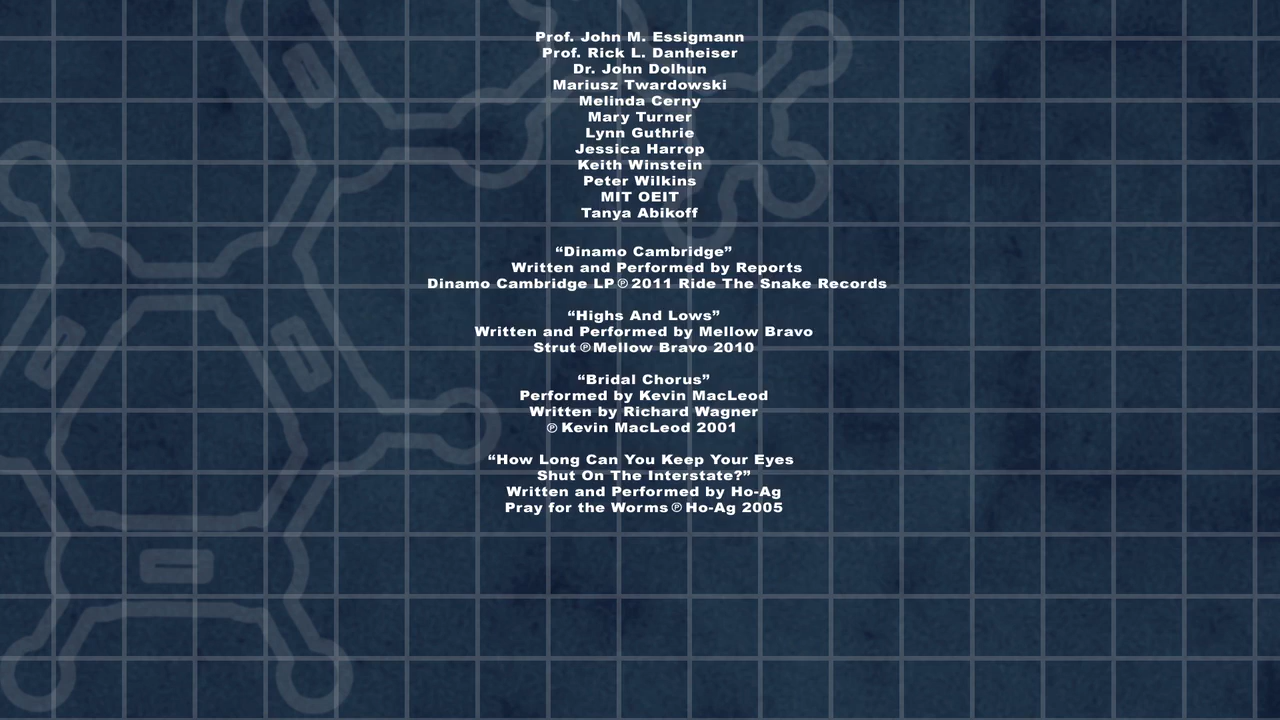 Prof. John M. Essigmann
Prof. Rick L. Danheiser
Dr. John Dolhun
Mariusz Twardowski
Melinda Cerny
Mary Turner
Lynn Guthrie
Jessica Harrop
Keith Winstein
Peter Wilkins
MIT OEIT
Tanya Abikoff
“Dinamo Cambridge”
Written and Performed by Reports
Dinamo Cambridge LP ℗ 2011 Ride The Snake Records
“Highs And Lows”
Written and Performed by Mellow Bravo
Strut ℗ Mellow Bravo 2010
“Bridal Chorus”
Performed by Kevin MacLeod
Written by Richard Wagner
℗ Kevin MacLeod 2001
“How Long Can You Keep Your Eyes
Shut On The Interstate?”
Written and Performed by Ho-Ag
Pray for the Worms ℗ Ho-Ag 2005